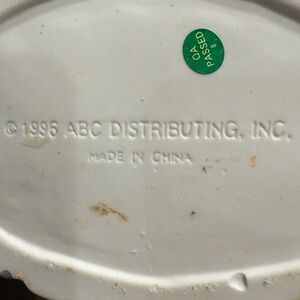 QA
PASSED
8
© 1996 ABC DISTRIBUTING, INC.
MADE IN CHINA